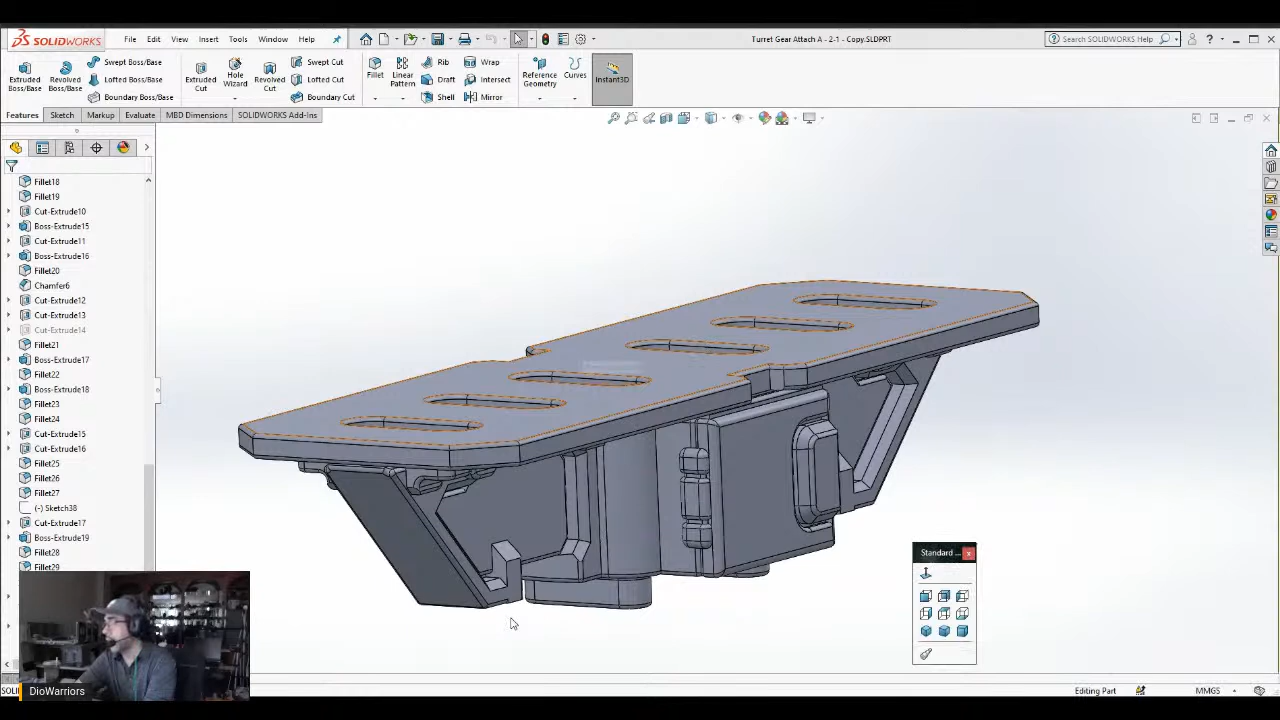 SOLIDWORKS
File Edit View Insert Tools Window Help
Turret Gear Attach A - 2-1 - Copy.SLDPRT
Search SOLIDWORKS Help
Extruded Boss/Base
Revolved Boss/Base
Swept Boss/Base
Lofted Boss/Base
Boundary Boss/Base
Extruded Cut
Hole Wizard
Revolved Cut
Swept Cut
Lofted Cut
Boundary Cut
Fillet
Linear Pattern
Rib
Draft
Shell
Wrap
Intersect
Mirror
Reference Geometry
Curves
Instant3D
Features Sketch Markup Evaluate MBD Dimensions SOLIDWORKS Add-Ins
Fillet18
Fillet19
Cut-Extrude10
Boss-Extrude15
Cut-Extrude11
Boss-Extrude16
Fillet20
Chamfer6
Cut-Extrude12
Cut-Extrude13
Cut-Extrude14
Fillet21
Boss-Extrude17
Fillet22
Boss-Extrude18
Fillet23
Fillet24
Cut-Extrude15
Cut-Extrude16
Fillet25
Fillet26
Fillet27
(-) Sketch38
Cut-Extrude17
Boss-Extrude19
Fillet28
Fillet29
Standard ...
DioWarriors
SOLI
Editing Part
MMGS